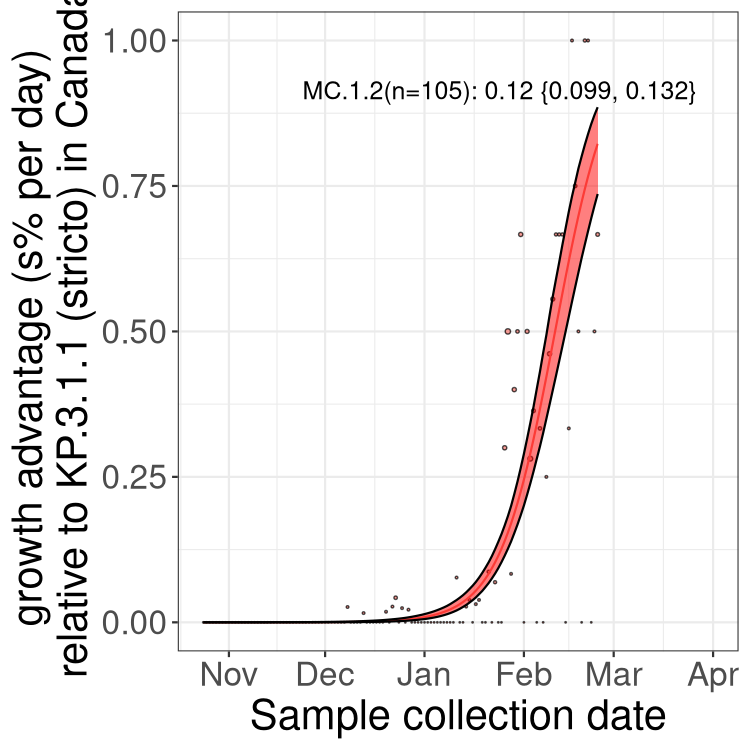 growth advantage (s% per day)
relative to KP.3.1.1 (stricto) in Canada
1.00
0.75
0.50
0.25
0.00
MC.1.2(n=105): 0.12 {0.099, 0.132}
Nov Dec Jan Feb Mar Apr
Sample collection date